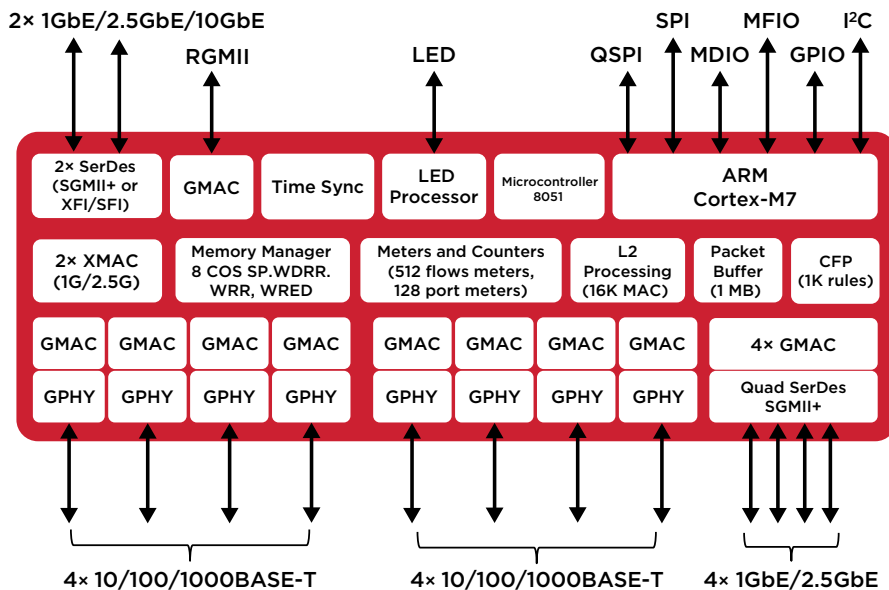 2× 1GbE/2.5GbE/10GbE
RGMII
LED
QSPI
SPI
MDIO
MFIO
GPIO
I²C
2× SerDes
(SGMII+ or
XFI/SFI)
GMAC
Time Sync
LED
Processor
Microcontroller
8051
ARM
Cortex-M7
2× XMAC
(1G/2.5G)
Memory Manager
8 COS SP.WDRR.
WRR, WRED
Meters and Counters
(512 flows meters,
128 port meters)
L2
Processing
(16K MAC)
Packet
Buffer
(1 MB)
CFP
(1K rules)
GMAC
GMAC
GMAC
GMAC
GMAC
GMAC
GMAC
GMAC
4× GMAC
GPHY
GPHY
GPHY
GPHY
GPHY
GPHY
GPHY
GPHY
Quad SerDes
SGMII+
4× 10/100/1000BASE-T
4× 10/100/1000BASE-T
4× 1GbE/2.5GbE